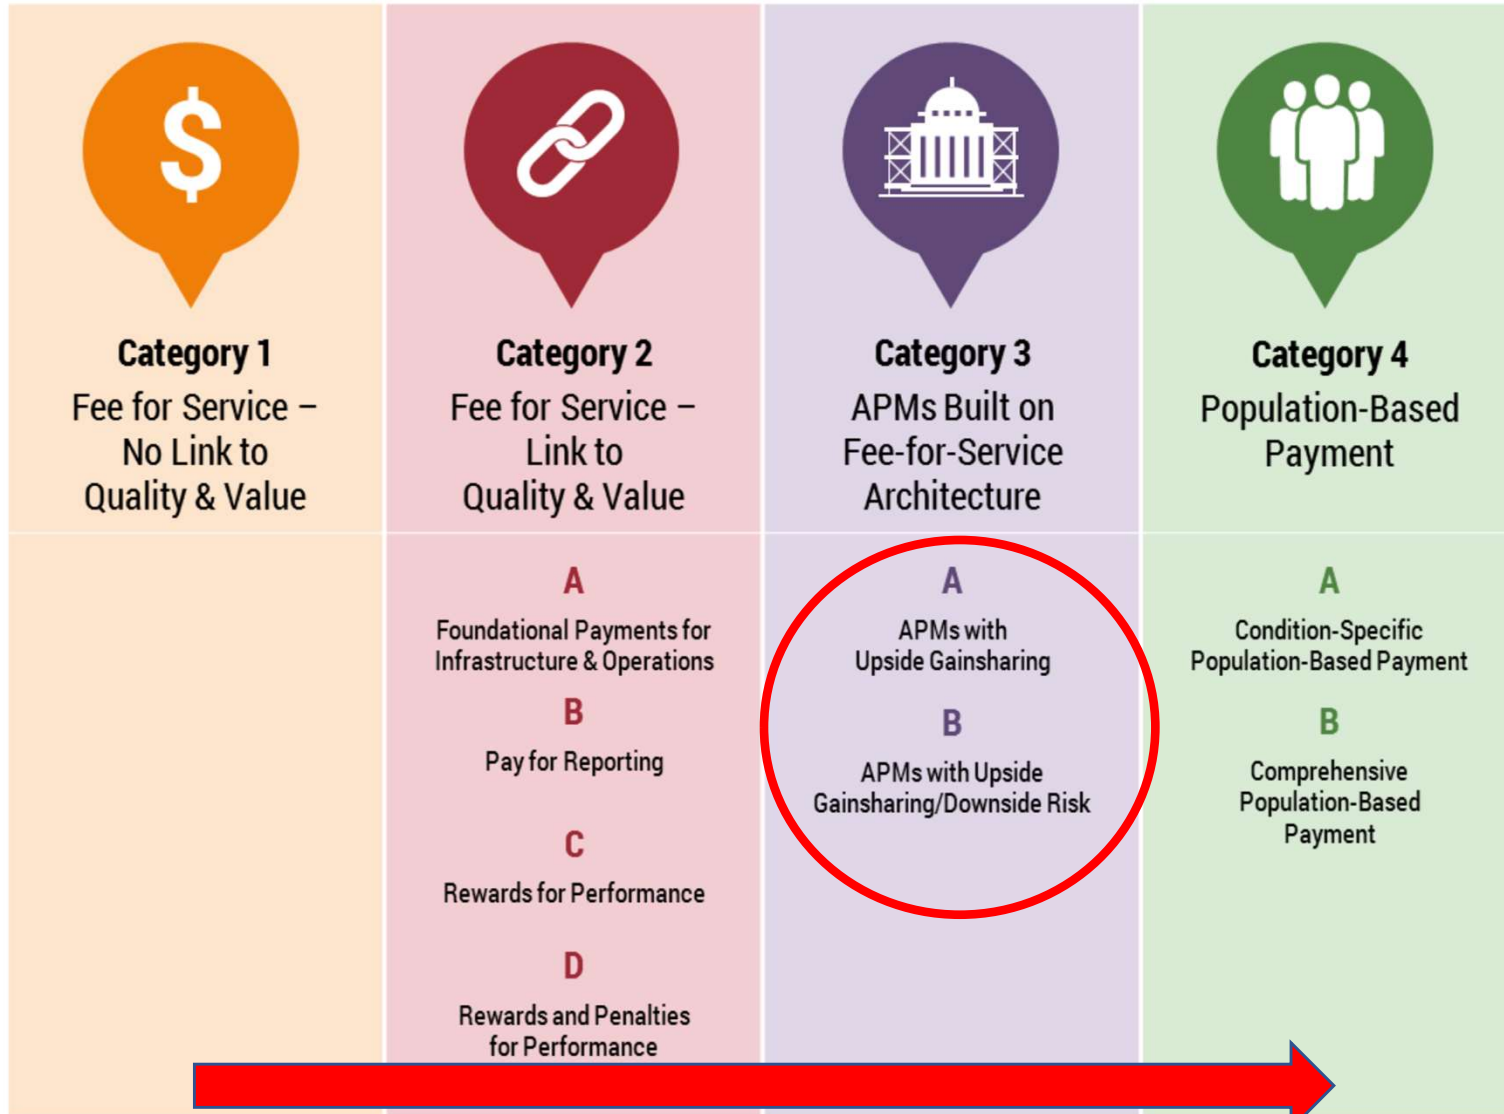 $
Category 1
Fee for Service –
No Link to
Quality & Value
Category 2
Fee for Service –
Link to
Quality & Value
A
Foundational Payments for
Infrastructure & Operations
B
Pay for Reporting
C
Rewards for Performance
D
Rewards and Penalties
for Performance
Category 3
APMs Built on
Fee-for-Service
Architecture
A
APMs with
Upside Gainsharing
B
APMs with Upside
Gainsharing/Downside Risk
Category 4
Population-Based
Payment
A
Condition-Specific
Population-Based Payment
B
Comprehensive
Population-Based
Payment